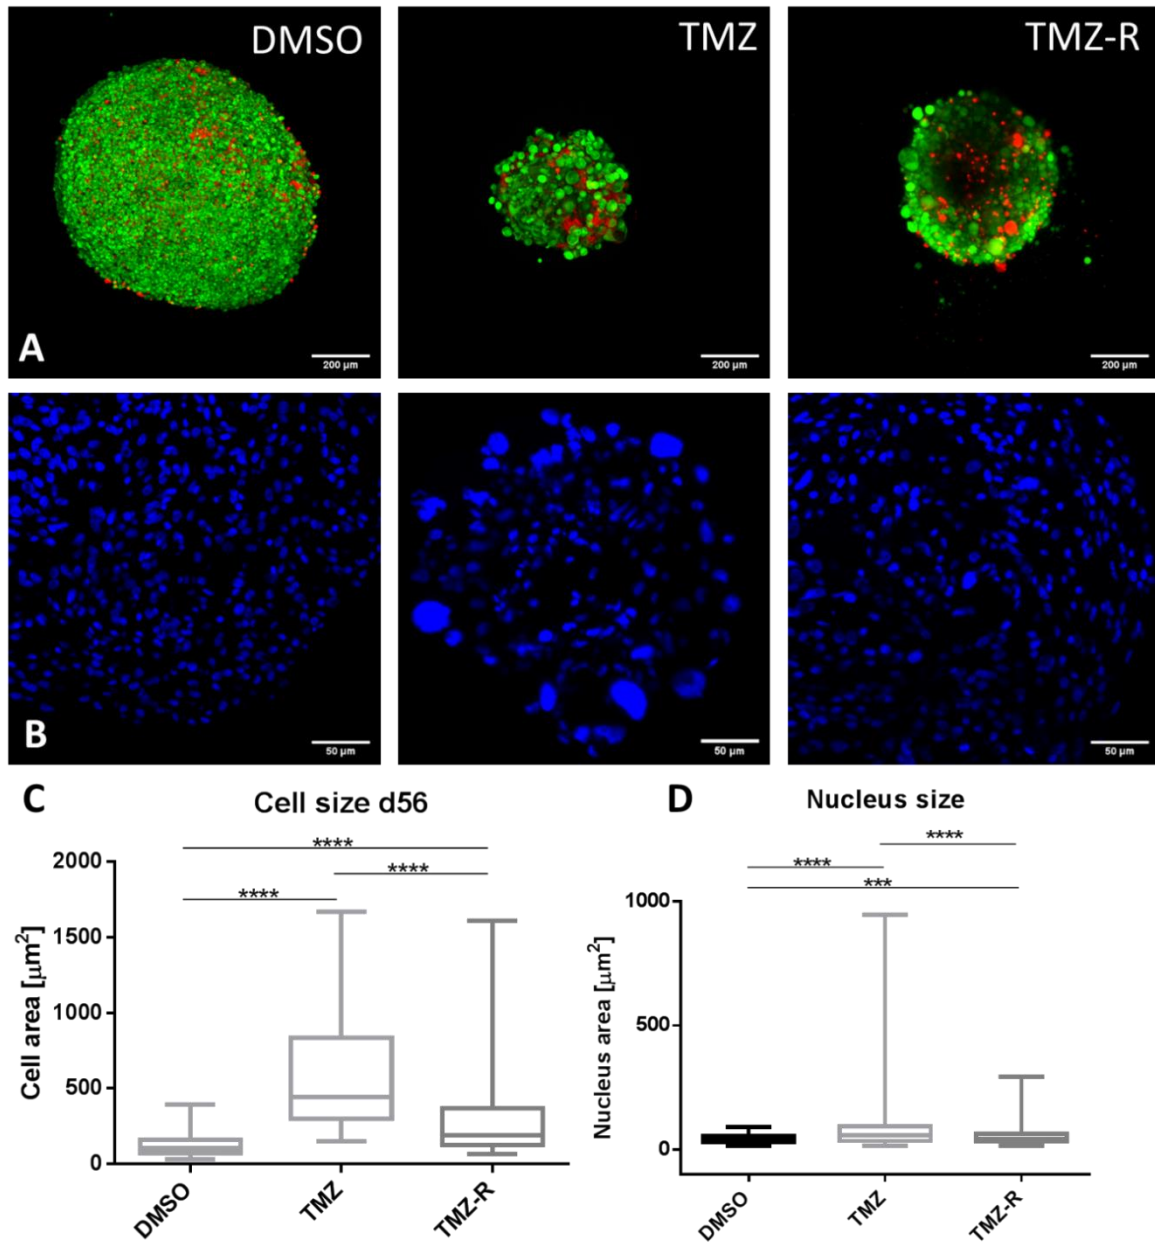 DMSO
TMZ
TMZ-R
A
200 µm
200 µm
200 µm
B
50 µm
50 µm
50 µm
C
Cell size d56
****
****
****
2000
1500
1000
500
0
Cell area [µm²]
DMSO
TMZ
TMZ-R
D
Nucleus size
****
****
***
1000
500
0
Nucleus area [µm²]
DMSO
TMZ
TMZ-R